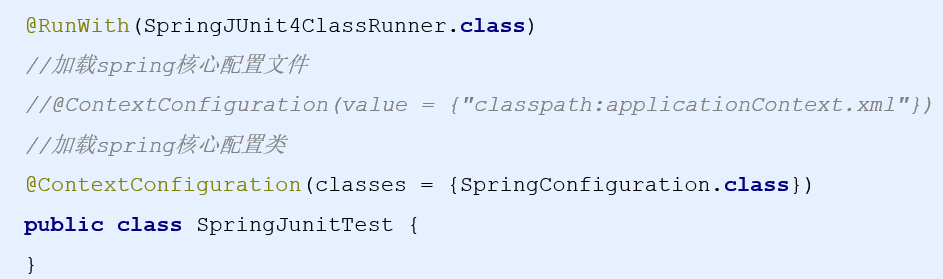 @RunWith(SpringJUnit4ClassRunner.class)
//加载spring核心配置文件
//@ContextConfiguration(value = {"classpath:applicationContext.xml"})
//加载spring核心配置类
@ContextConfiguration(classes = {SpringConfiguration.class})
public class SpringJunitTest {
}